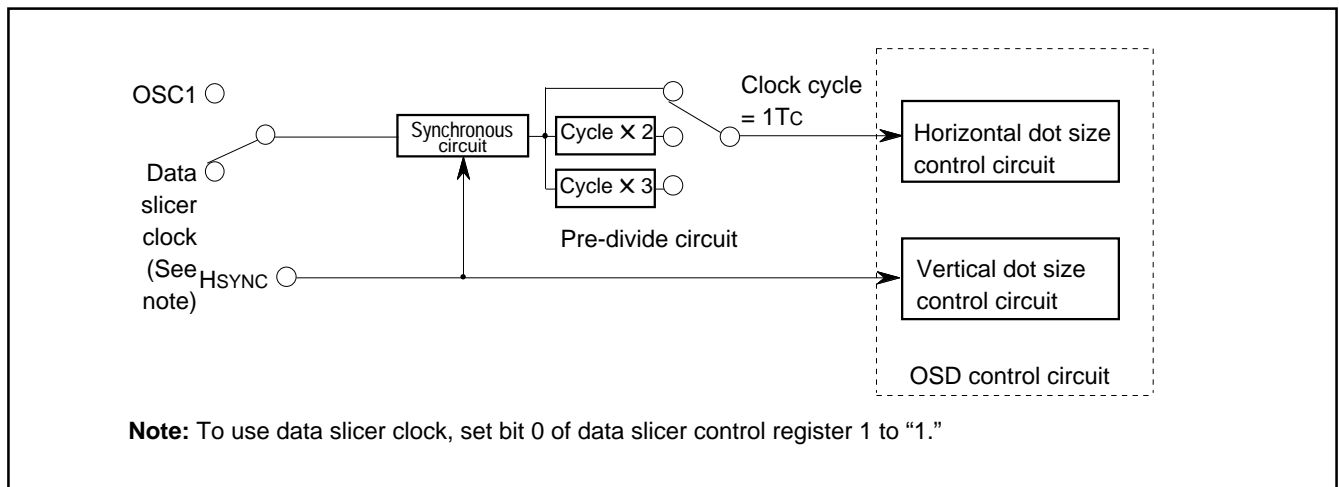 OSC1
Data
slicer
clock
(See
note)
HSYNC
Synchronous
circuit
Cycle × 2
Cycle × 3
Pre-divide circuit
Clock cycle
= 1TC
Horizontal dot size
control circuit
Vertical dot size
control circuit
OSD control circuit
Note: To use data slicer clock, set bit 0 of data slicer control register 1 to “1.”